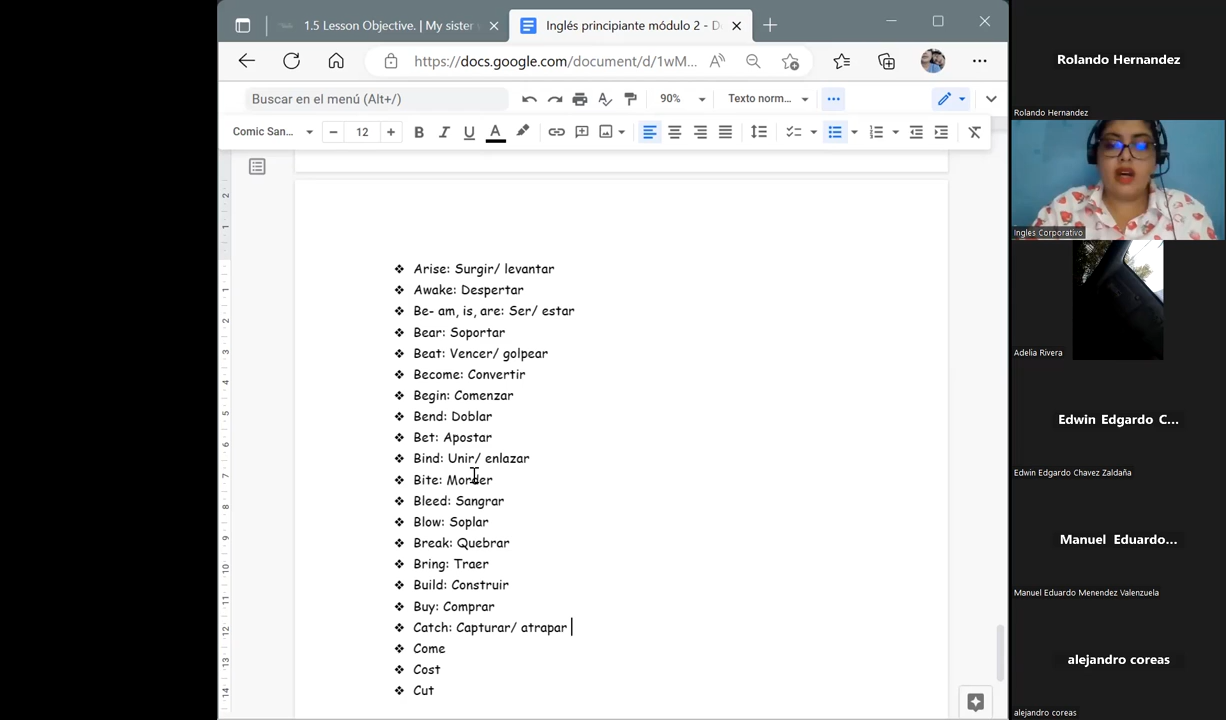 1.5 Lesson Objective. | My sister
Inglés principiante módulo 2 - D
https://docs.google.com/document/d/1wM...
Buscar en el menú (Alt+/)
90%
Texto norm...
Comic San...
12
Arise: Surgir/ levantar
Awake: Despertar
Be- am, is, are: Ser/ estar
Bear: Soportar
Beat: Vencer/ golpear
Become: Convertir
Begin: Comenzar
Bend: Doblar
Bet: Apostar
Bind: Unir/ enlazar
Bite: Morder
Bleed: Sangrar
Blow: Soplar
Break: Quebrar
Bring: Traer
Build: Construir
Buy: Comprar
Catch: Capturar/ atrapar
Come
Cost
Cut
Rolando Hernandez
Rolando Hernandez
Ingles Corporativo
Adelia Rivera
Edwin Edgardo C...
Edwin Edgardo Chavez Zaldaña
Manuel Eduardo...
Manuel Eduardo Menendez Valenzuela
alejandro coreas
alejandro coreas